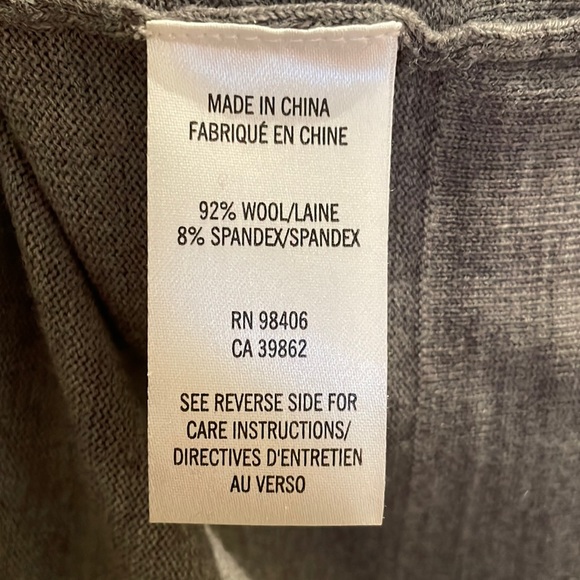 MADE IN CHINA
FABRIQUÉ EN CHINE
92% WOOL/LAINE
8% SPANDEX/SPANDEX
RN 98406
CA 39862
SEE REVERSE SIDE FOR
CARE INSTRUCTIONS/
DIRECTIVES D'ENTRETIEN
AU VERSO